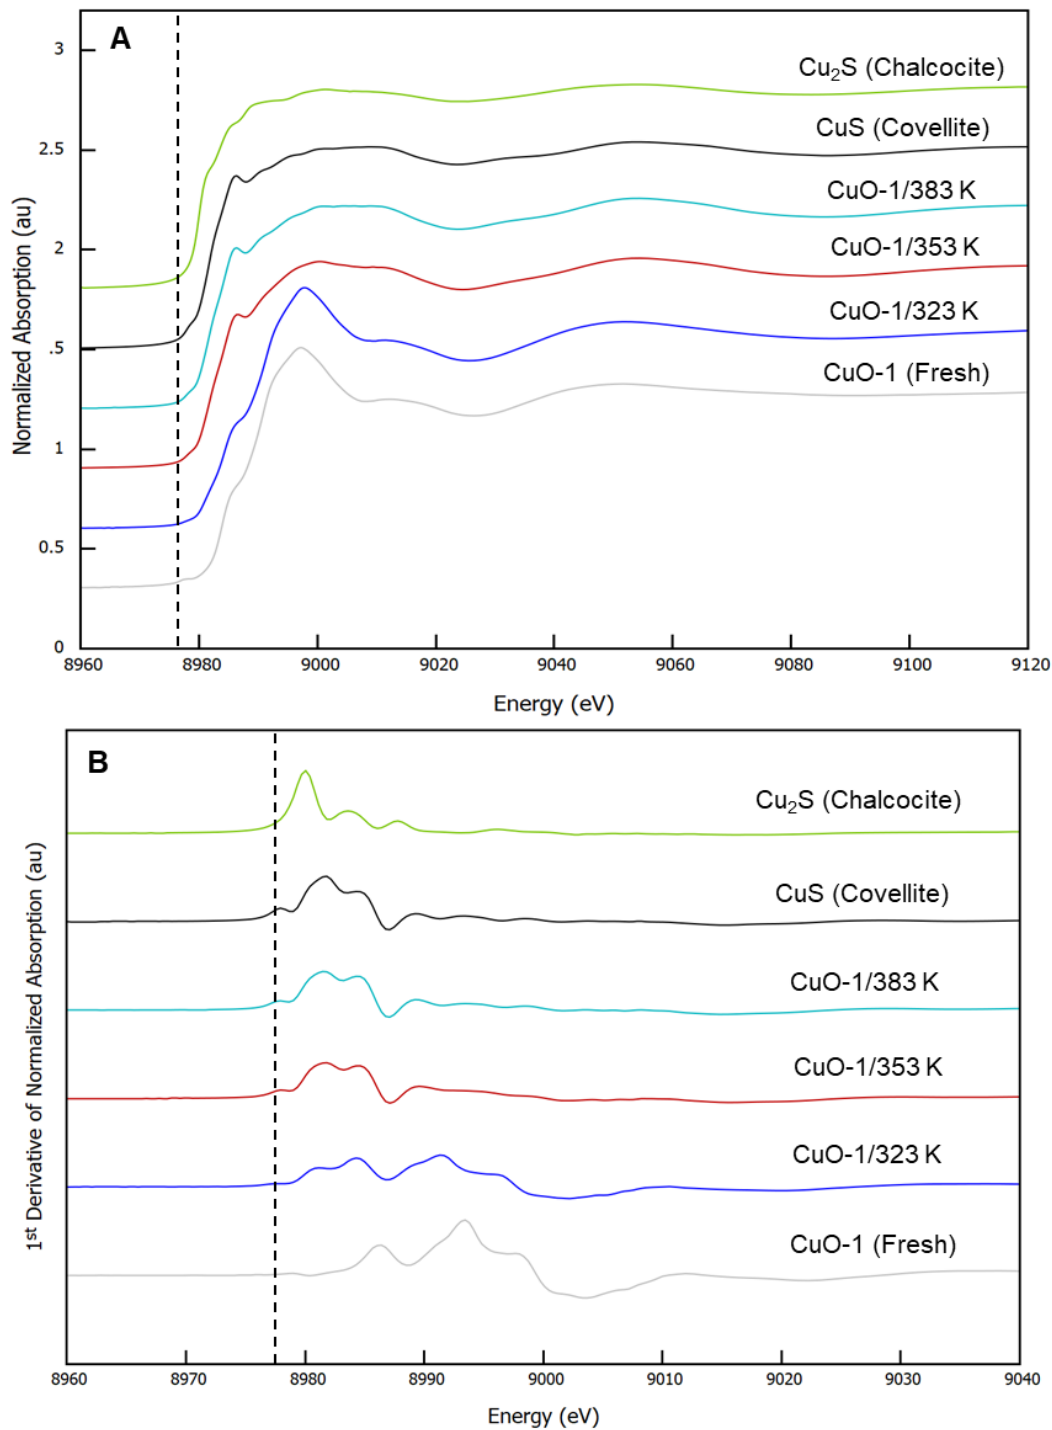 A
3
Cu₂S (Chalcocite)
CuS (Covellite)
2.5
CuO-1/383 K
2
CuO-1/353 K
CuO-1/323 K
.5
CuO-1 (Fresh)
1
0.5
0
Normalized Absorption (au)
8960 8980 9000 9020 9040 9060 9080 9100 9120
Energy (eV)
B
Cu₂S (Chalcocite)
CuS (Covellite)
CuO-1/383 K
CuO-1/353 K
CuO-1/323 K
CuO-1 (Fresh)
1st Derivative of Normalized Absorption (au)
8960 8970 8980 8990 9000 9010 9020 9030 9040
Energy (eV)